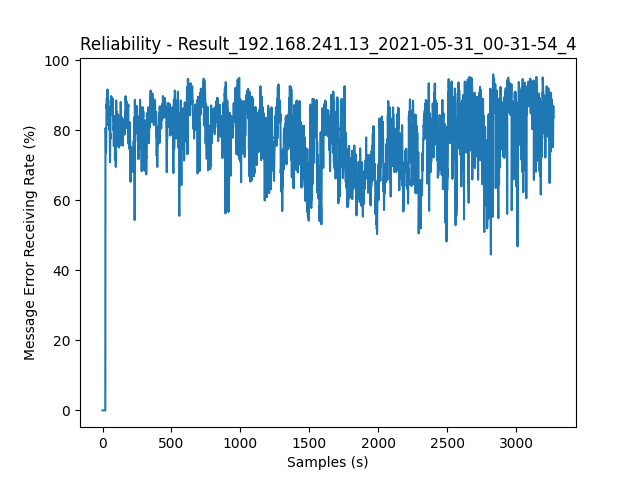 Reliability - Result_192.168.241.13_2021-05-31_00-31-54_4
100
80
60
40
20
0
Message Error Receiving Rate (%)
0 500 1000 1500 2000 2500 3000
Samples (s)